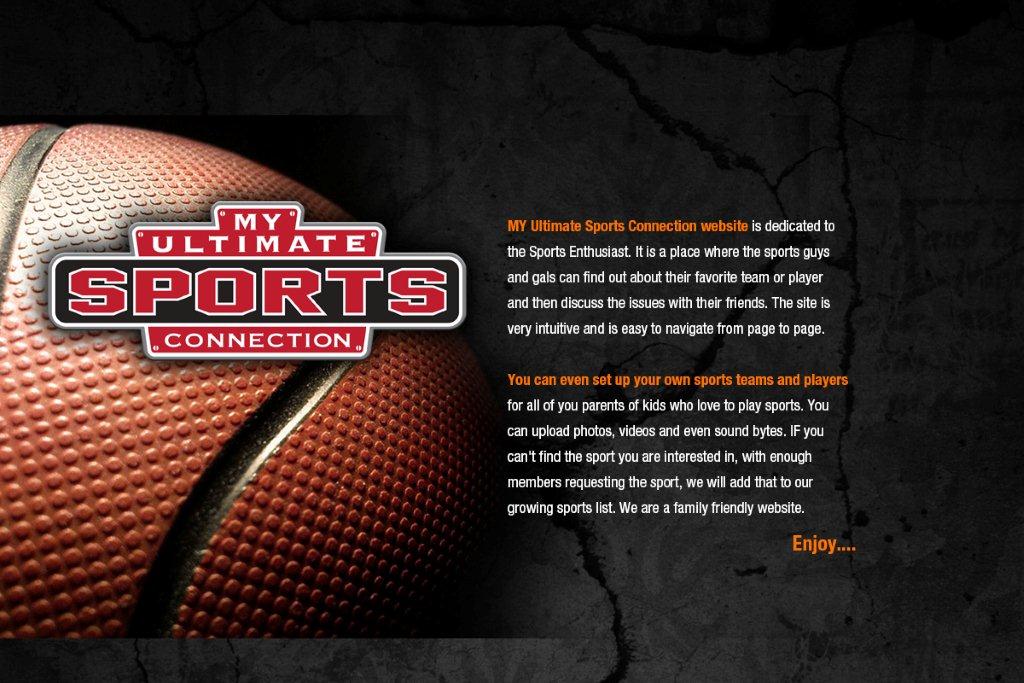 MY
ULTIMATE
SPORTS
CONNECTION
MY Ultimate Sports Connection website is dedicated to
the Sports Enthusiast. It is a place where the sports guys
and gals can find out about their favorite team or player
and then discuss the issues with their friends. The site is
very intuitive and is easy to navigate from page to page.
You can even set up your own sports teams and players
for all of you parents of kids who love to play sports. You
can upload photos, videos and even sound bytes. IF you
can't find the sport you are interested in, with enough
members requesting the sport, we will add that to our
growing sports list. We are a family friendly website.
Enjoy....